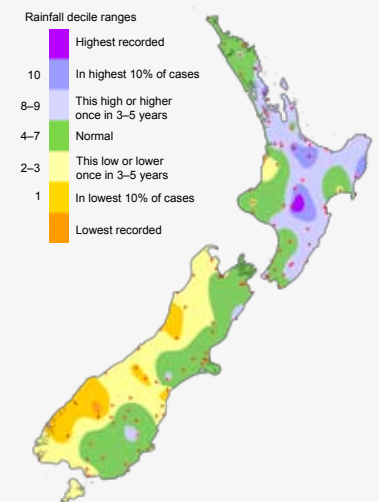 Rainfall decile ranges
Highest recorded
10 In highest 10% of cases
8–9 This high or higher
once in 3–5 years
4–7 Normal
2–3 This low or lower
once in 3–5 years
1 In lowest 10% of cases
Lowest recorded